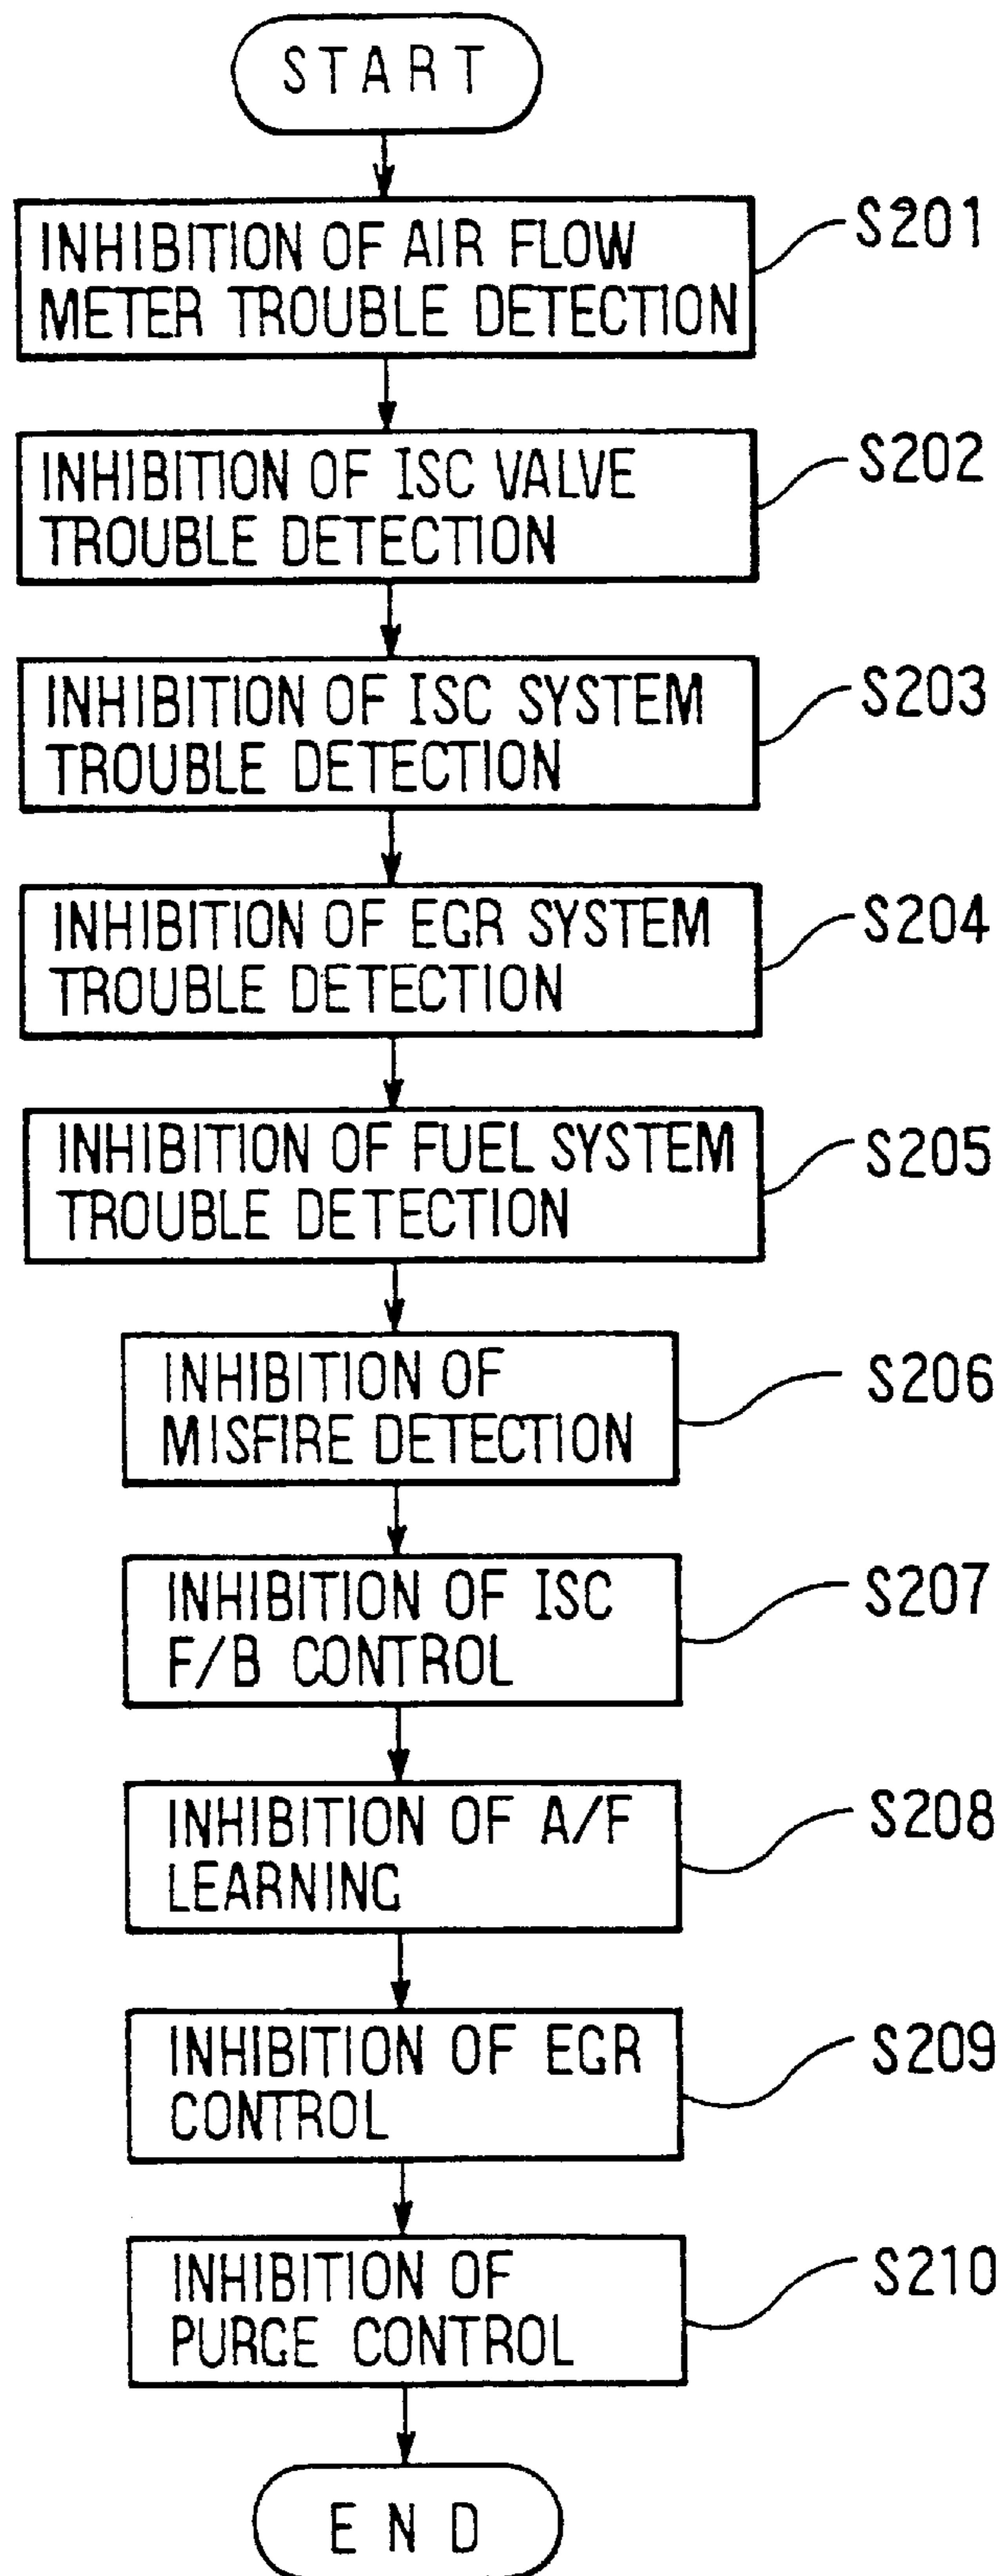 START
INHIBITION OF AIR FLOW
METER TROUBLE DETECTION
S201
INHIBITION OF ISC VALVE
TROUBLE DETECTION
S202
INHIBITION OF ISC SYSTEM
TROUBLE DETECTION
S203
INHIBITION OF EGR SYSTEM
TROUBLE DETECTION
S204
INHIBITION OF FUEL SYSTEM
TROUBLE DETECTION
S205
INHIBITION OF
MISFIRE DETECTION
S206
INHIBITION OF ISC
F/B CONTROL
S207
INHIBITION OF A/F
LEARNING
S208
INHIBITION OF EGR
CONTROL
S209
INHIBITION OF
PURGE CONTROL
S210
END